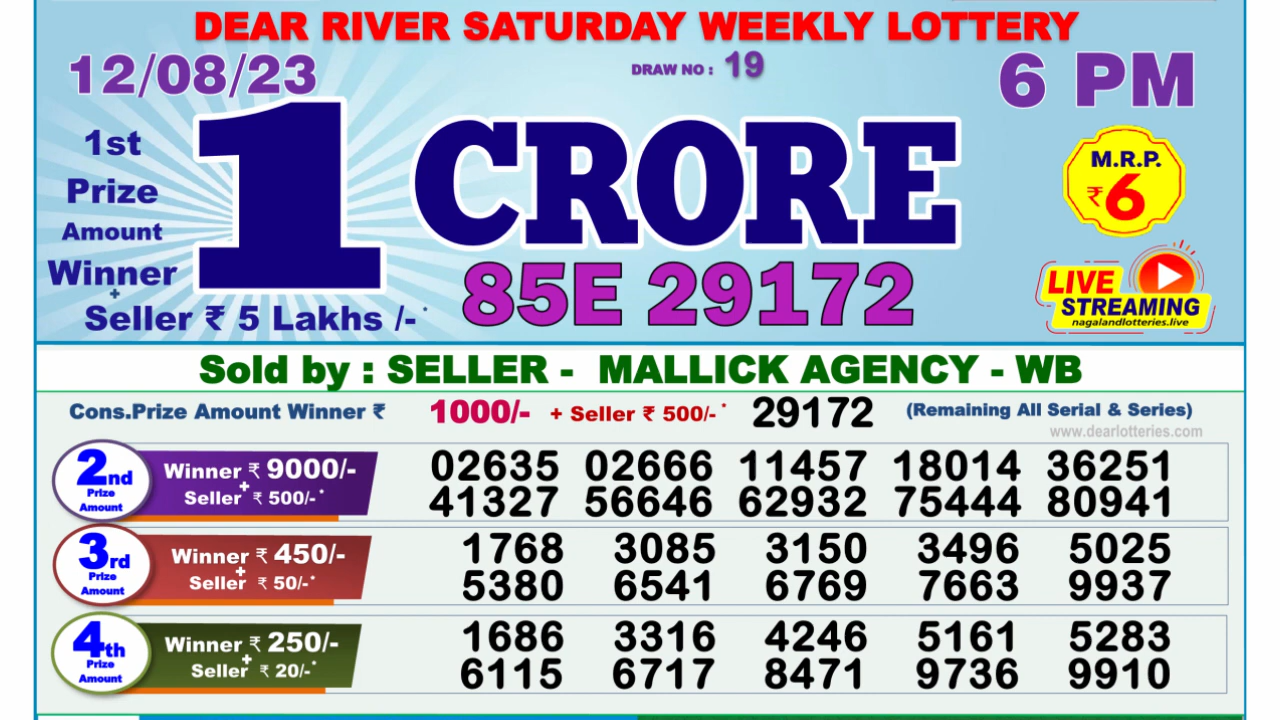 DEAR RIVER SATURDAY WEEKLY LOTTERY
12/08/23 DRAW NO : 19 6 PM
1st
Prize
Amount
Winner
+
Seller ₹ 5 Lakhs /-*
1 CRORE
85E 29172
M.R.P.
₹6
LIVE
STREAMING
nagalandlotteries.live
Sold by : SELLER - MALLICK AGENCY - WB
Cons.Prize Amount Winner ₹ 1000/- + Seller ₹ 500/-* 29172 (Remaining All Serial & Series)
www.dearlotteries.com
2nd
Prize
Amount
Winner ₹ 9000/-
+
Seller ₹ 500/-*
02635 02666 11457 18014 36251
41327 56646 62932 75444 80941
3rd
Prize
Amount
Winner ₹ 450/-
+
Seller ₹ 50/-*
1768 3085 3150 3496 5025
5380 6541 6769 7663 9937
4th
Prize
Amount
Winner ₹ 250/-
+
Seller ₹ 20/-*
1686 3316 4246 5161 5283
6115 6717 8471 9736 9910